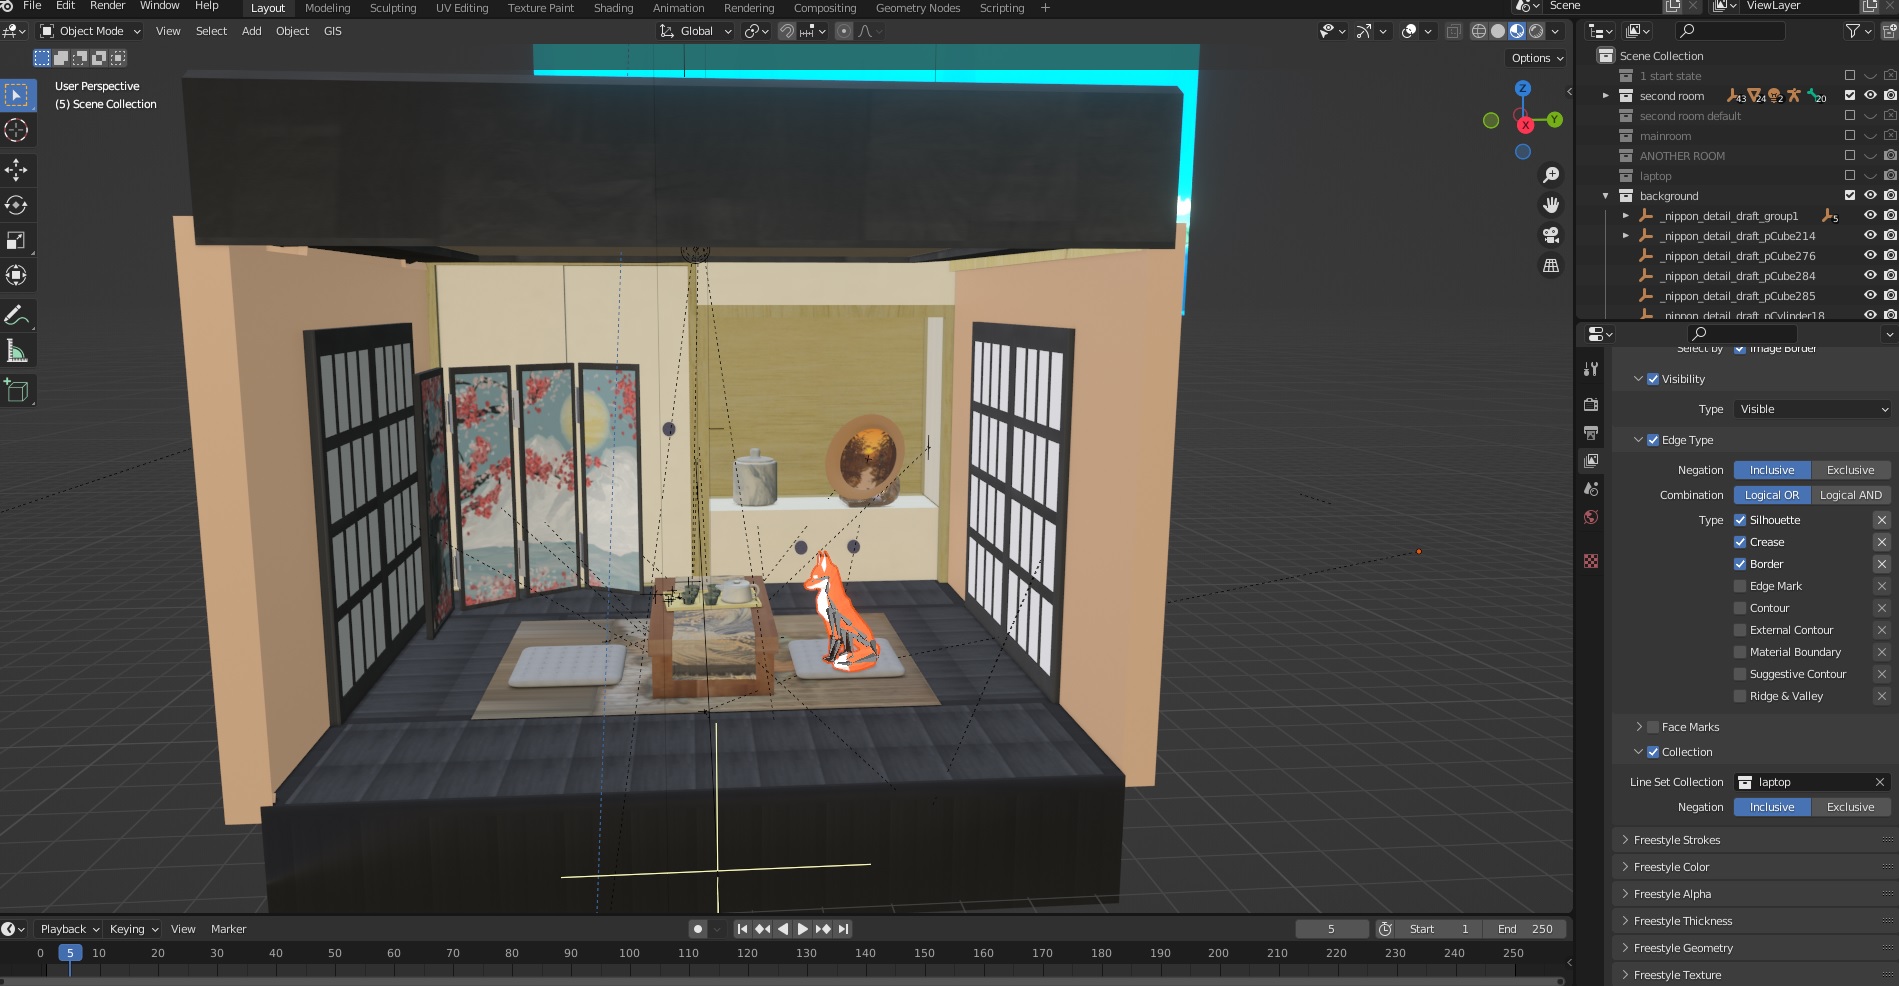 File Edit Render Window Help Layout Modeling Sculpting UV Editing Texture Paint Shading Animation Rendering Compositing Geometry Nodes Scripting + Scene ViewLayer
Object Mode View Select Add Object GIS Global
Options
User Perspective
(5) Scene Collection
Z
Y
X
Scene Collection
1 start state
second room 43 24 2 20
second room default
mainroom
ANOTHER ROOM
laptop
background
_nippon_detail_draft_group1 5
_nippon_detail_draft_pCube214
_nippon_detail_draft_pCube276
_nippon_detail_draft_pCube284
_nippon_detail_draft_pCube285
_nippon_detail_draft_pCylinder18
Select by Image Border
Visibility
Type Visible
Edge Type
Negation Inclusive Exclusive
Combination Logical OR Logical AND
Type Silhouette
Crease
Border
Edge Mark
Contour
External Contour
Material Boundary
Suggestive Contour
Ridge & Valley
Face Marks
Collection
Line Set Collection laptop
Negation Inclusive Exclusive
Freestyle Strokes
Freestyle Color
Freestyle Alpha
Freestyle Thickness
Freestyle Geometry
Freestyle Texture
Playback Keying View Marker 5 Start 1 End 250
0 5 10 20 30 40 50 60 70 80 90 100 110 120 130 140 150 160 170 180 190 200 210 220 230 240 250